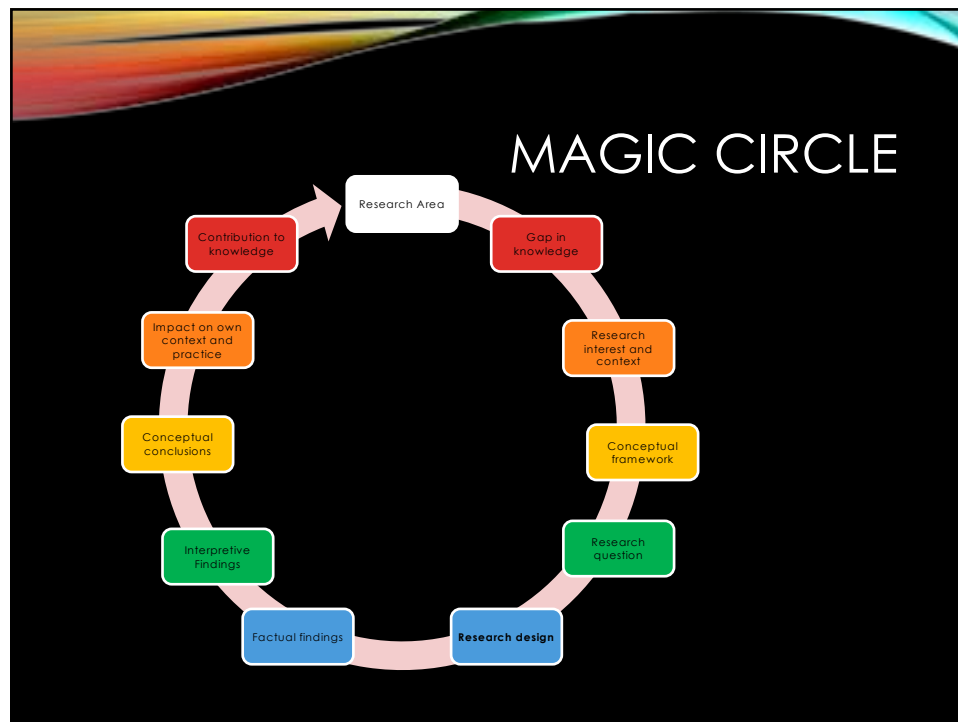 MAGIC CIRCLE
Research Area
Gap in
knowledge
Research
interest and
context
Conceptual
framework
Research
question
Research design
Factual findings
Interpretive
Findings
Conceptual
conclusions
Impact on own
context and
practice
Contribution to
knowledge